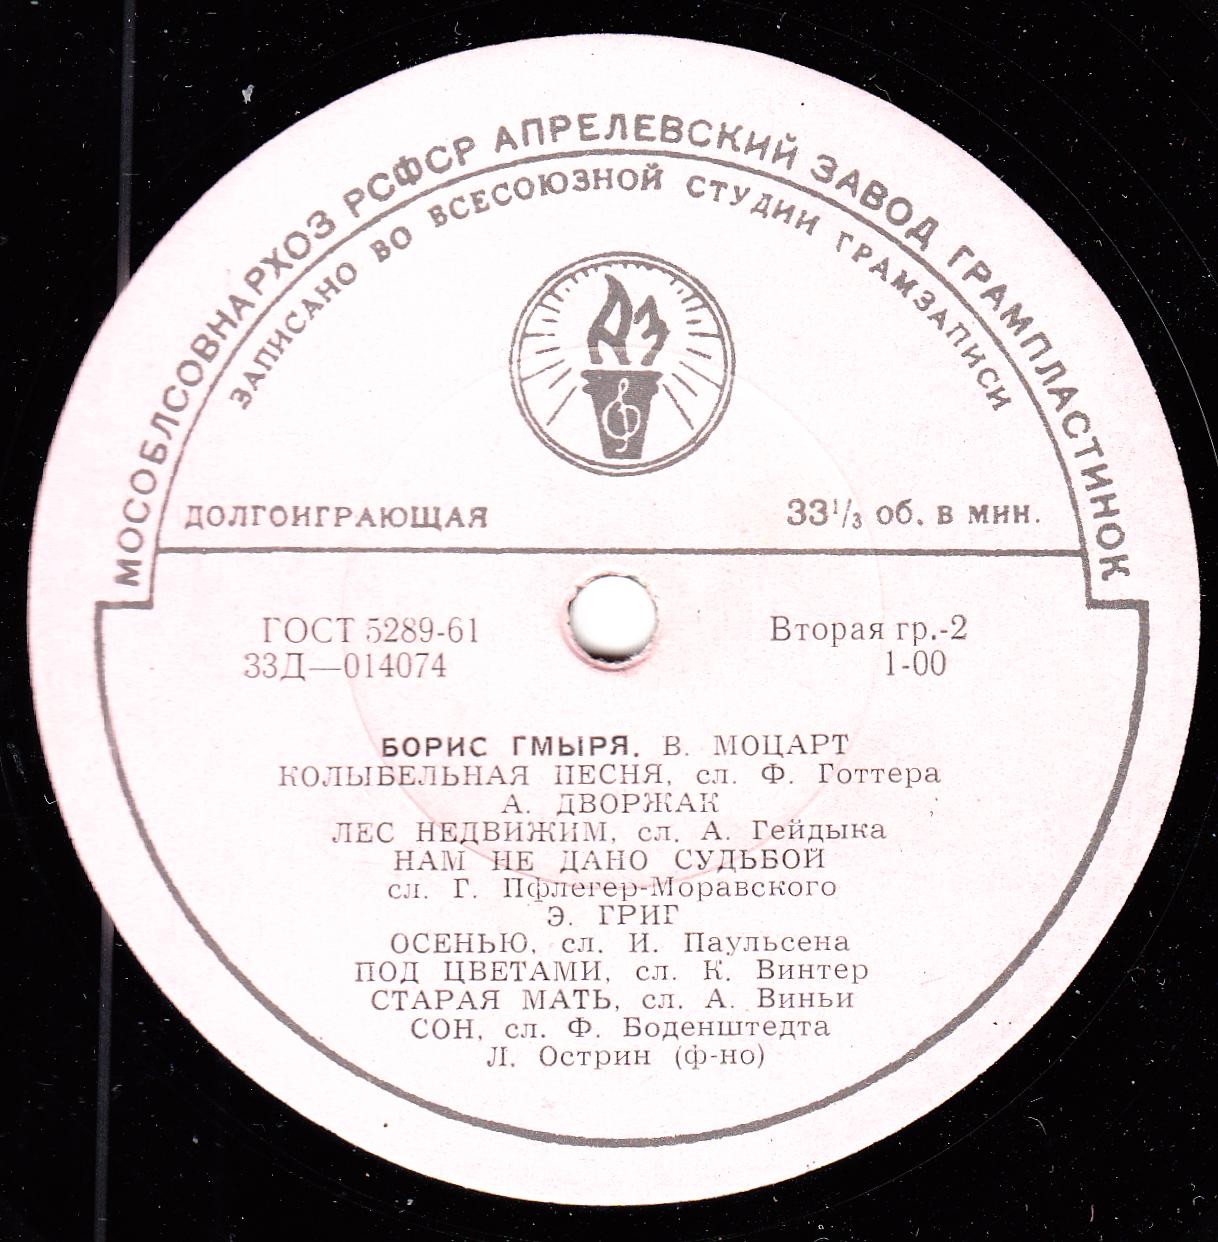 МОСОБЛСОВНАРХОЗ РСФСР АПРЕЛЕВСКИЙ ЗАВОД ГРАМПЛАСТИНОК
ЗАПИСАНО ВО ВСЕСОЮЗНОЙ СТУДИИ ГРАМЗАПИСИ
АЗ
ДОЛГОИГРАЮЩАЯ 33⅓ об. в мин.
ГОСТ 5289-61 Вторая гр.-2
33Д—014074 1-00
БОРИС ГМЫРЯ. В. МОЦАРТ
КОЛЫБЕЛЬНАЯ ПЕСНЯ, сл. Ф. Готтера
А. ДВОРЖАК
ЛЕС НЕДВИЖИМ, сл. А. Гейдыка
НАМ НЕ ДАНО СУДЬБОЙ
сл. Г. Пфлегер-Моравского
Э. ГРИГ
ОСЕНЬЮ, сл. И. Паульсена
ПОД ЦВЕТАМИ, сл. К. Винтер
СТАРАЯ МАТЬ, сл. А. Виньи
СОН, сл. Ф. Боденштедта
Л. Острин (ф-но)